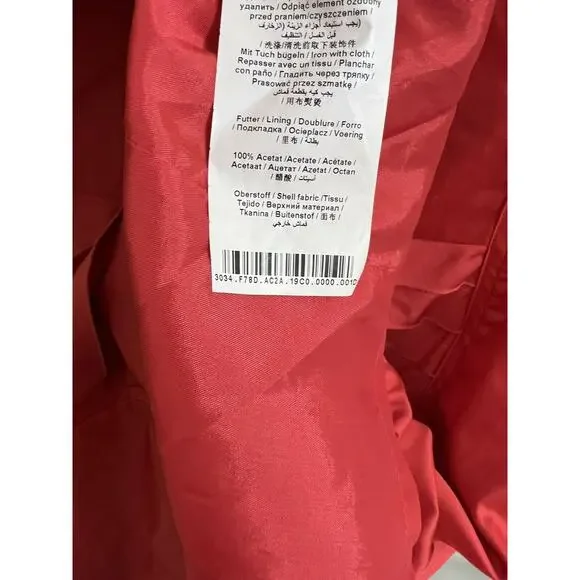 удалить / Odpiąć element ozdobny
przed praniem/czyszczeniem /
يجب استبعاد أجزاء الزينة (الزخارف)
قبل الغسل / التنظيف
/ 洗涤/清洗前取下装饰件
Mit Tuch bügeln / Iron with cloth /
Repasser avec un tissu / Planchar
con paño / Гладить через тряпку /
Prasować przez szmatkę /
يجب كيه بقطعة قماش
/ 用布熨烫
Futter / Lining / Doublure / Forro
/ Подкладка / Ocieplacz / Voering
بطانة / 里布 /
100% Acetat/Acetate / Acétate /
Acetaat / Ацетат / Azetat / Octan
أسيتات / 醋酸 /
Oberstoff / Shell fabric /Tissu /
Tejido / Верхний материал /
Tkanina / Buitenstof / 面布 /
قماش خارجي
3034.F78D.AC2A.19C0.0000.001D